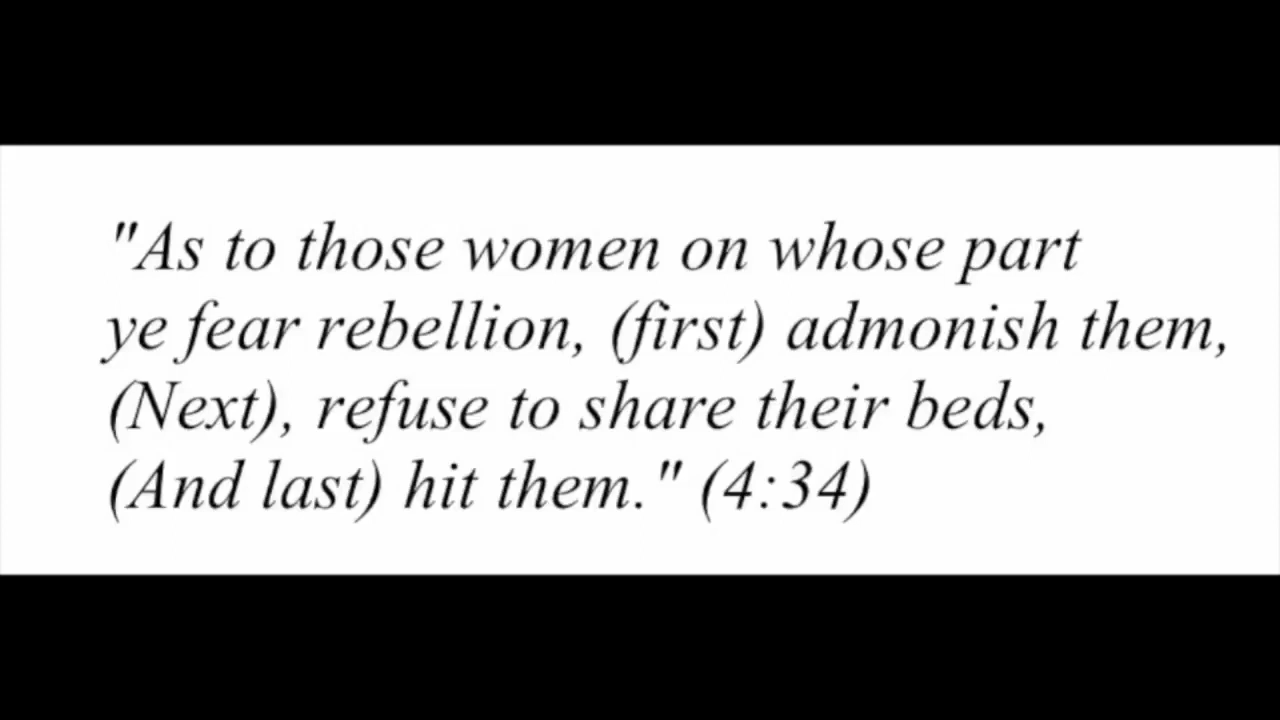 "As to those women on whose part
ye fear rebellion, (first) admonish them,
(Next), refuse to share their beds,
(And last) hit them." (4:34)